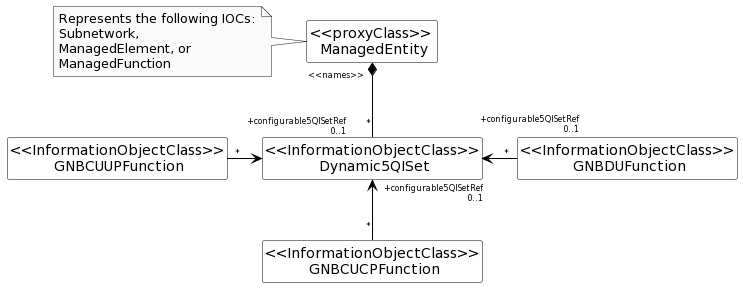 Represents the following IOCs:
Subnetwork,
ManagedElement, or
ManagedFunction
<<proxyClass>>
ManagedEntity
<<names>>
*
+configurable5QISetRef
0..1
+configurable5QISetRef
0..1
<<InformationObjectClass>>
GNBCUUPFunction
*
<<InformationObjectClass>>
Dynamic5QISet
*
<<InformationObjectClass>>
GNBDUFunction
+configurable5QISetRef
0..1
*
<<InformationObjectClass>>
GNBCUCPFunction